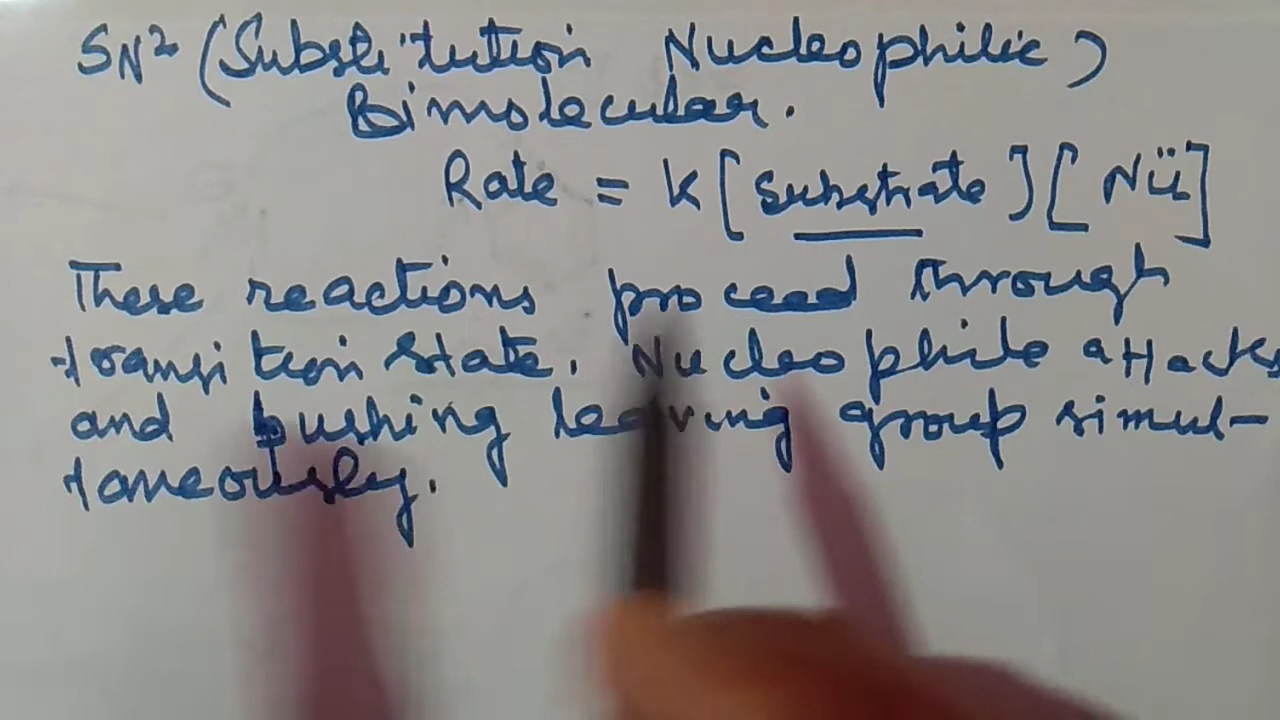 SN² (Substitution Nucleophilic)
Bimolecular.
Rate = K [Substrate] [Nü]
These reactions proceed through
transition state. Nucleophile attacks
and pushing leaving group simul-
taneously.